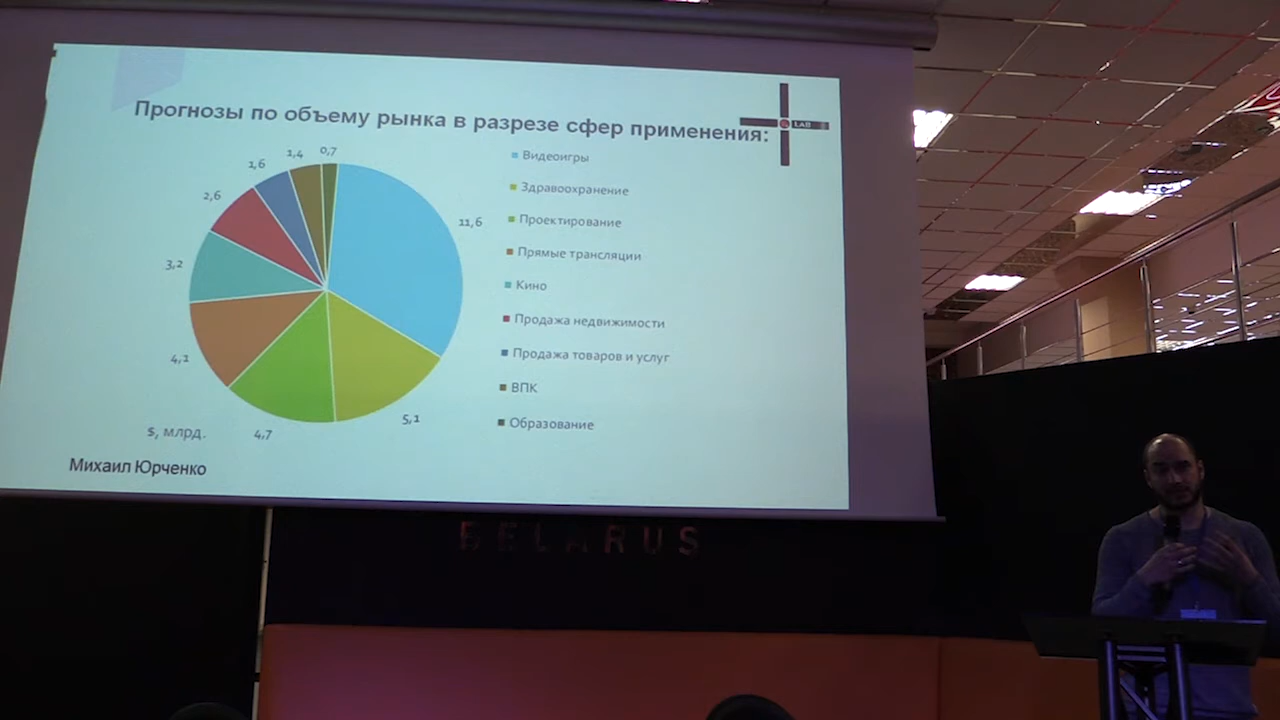 Прогнозы по объему рынка в разрезе сфер применения:
LAB
0,7
1,4
1,6
2,6
3,2
4,1
4,7
5,1
11,6
$, млрд.
Видеоигры
Здравоохранение
Проектирование
Прямые трансляции
Кино
Продажа недвижимости
Продажа товаров и услуг
ВПК
Образование
Михаил Юрченко
BELARUS